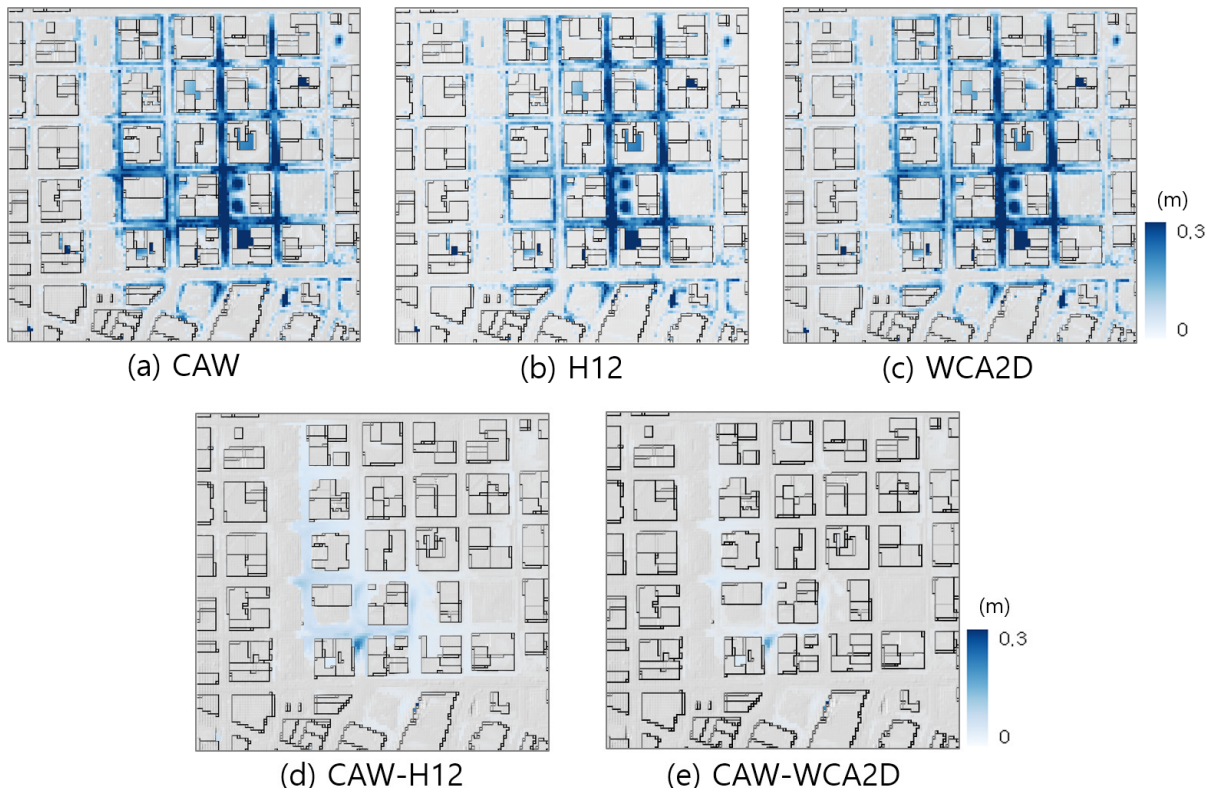 (m)
0.3
0
(a) CAW
(b) H12
(c) WCA2D
(m)
0.3
0
(d) CAW-H12
(e) CAW-WCA2D